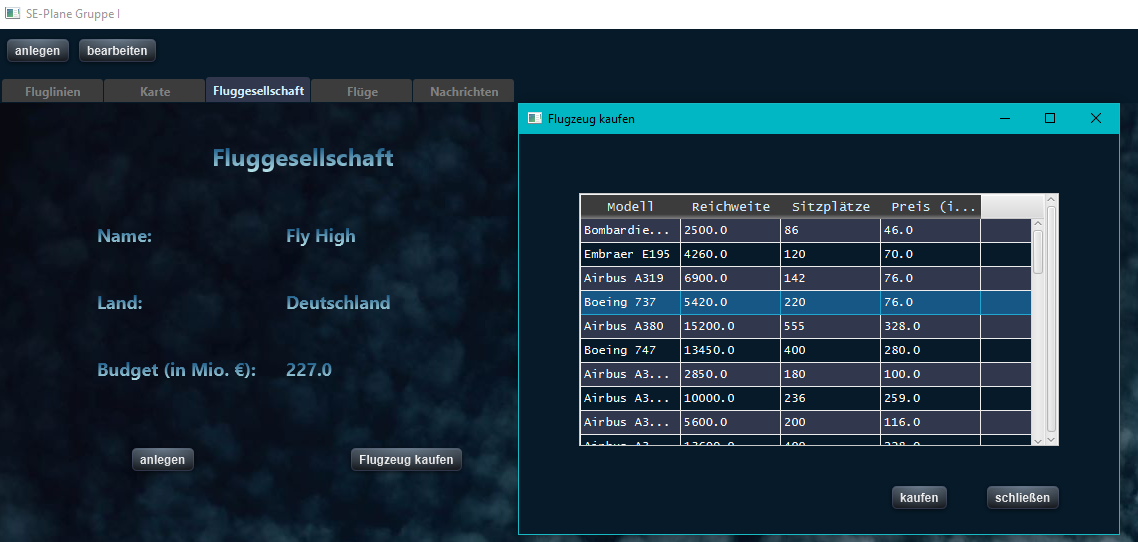 SE-Plane Gruppe I
anlegen bearbeiten
Fluglinien Karte Fluggesellschaft Flüge Nachrichten
Fluggesellschaft
Name: Fly High
Land: Deutschland
Budget (in Mio. €): 227.0
anlegen Flugzeug kaufen
Flugzeug kaufen
Modell Reichweite Sitzplätze Preis (i...
Bombardie... 2500.0 86 46.0
Embraer E195 4260.0 120 70.0
Airbus A319 6900.0 142 76.0
Boeing 737 5420.0 220 76.0
Airbus A380 15200.0 555 328.0
Boeing 747 13450.0 400 280.0
Airbus A3... 2850.0 180 100.0
Airbus A3... 10000.0 236 259.0
Airbus A3... 5600.0 200 116.0
Airbus A3...
kaufen schließen